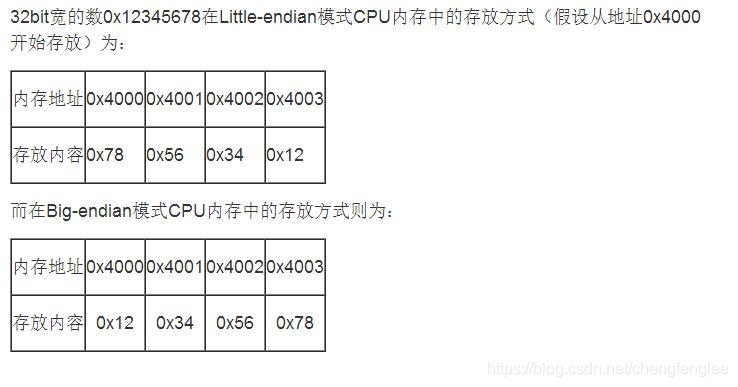 32bit宽的数0x12345678在Little-endian模式CPU内存中的存放方式（假设从地址0x4000
开始存放）为：
内存地址 0x4000 0x4001 0x4002 0x4003
存放内容 0x78 0x56 0x34 0x12
而在Big-endian模式CPU内存中的存放方式则为：
内存地址 0x4000 0x4001 0x4002 0x4003
存放内容 0x12 0x34 0x56 0x78
https://blog.csdn.net/chengfenglee